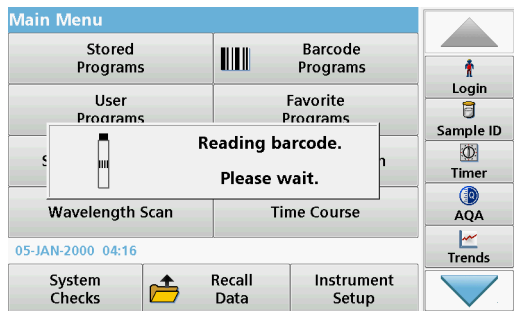 Main Menu
Stored
Programs
Barcode
Programs
User
Programs
Favorite
Programs
Reading barcode.
Please wait.
Wavelength Scan
Time Course
05-JAN-2000 04:16
System
Checks
Recall
Data
Instrument
Setup
Login
Sample ID
Timer
AQA
Trends